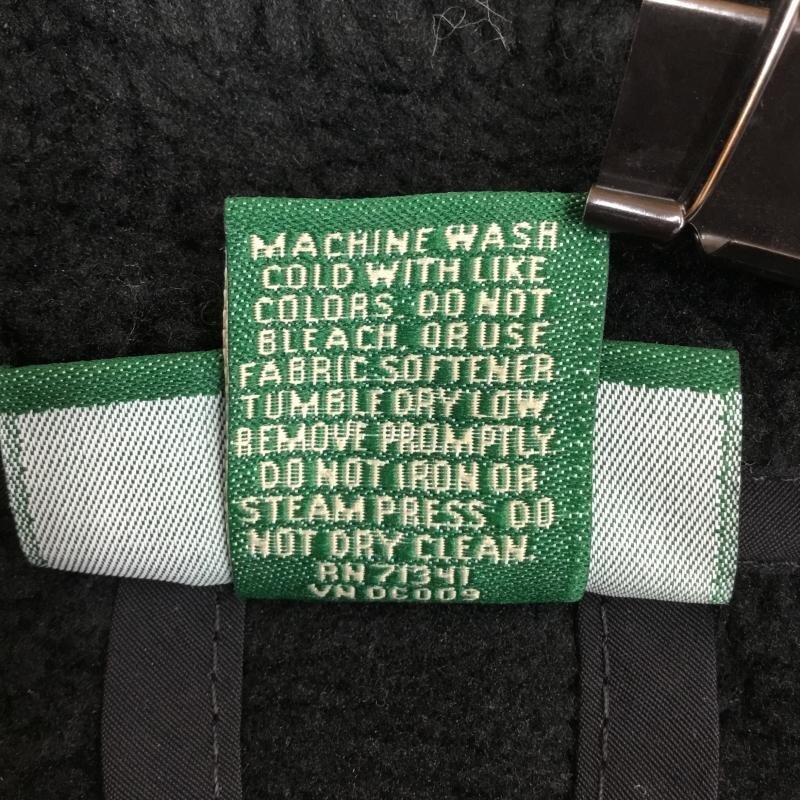 MACHINE WASH
COLD WITH LIKE
COLORS. DO NOT
BLEACH. OR USE
FABRIC SOFTENER
TUMBLE DRY LOW
REMOVE PROMPTLY
DO NOT IRON OR
STEAM PRESS. DO
NOT DRY CLEAN.
RN 71341
VN 06009